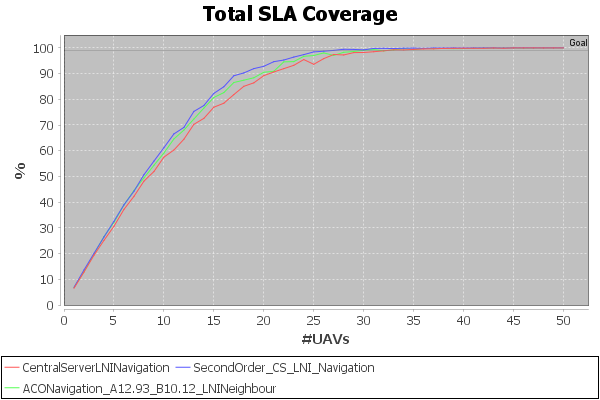 Total SLA Coverage
Goal
100
90
80
70
60
50
40
30
20
10
0
%
0 5 10 15 20 25 30 35 40 45 50
#UAVs
CentralServerLNINavigation SecondOrder_CS_LNI_Navigation
ACONavigation_A12.93_B10.12_LNINeighbour